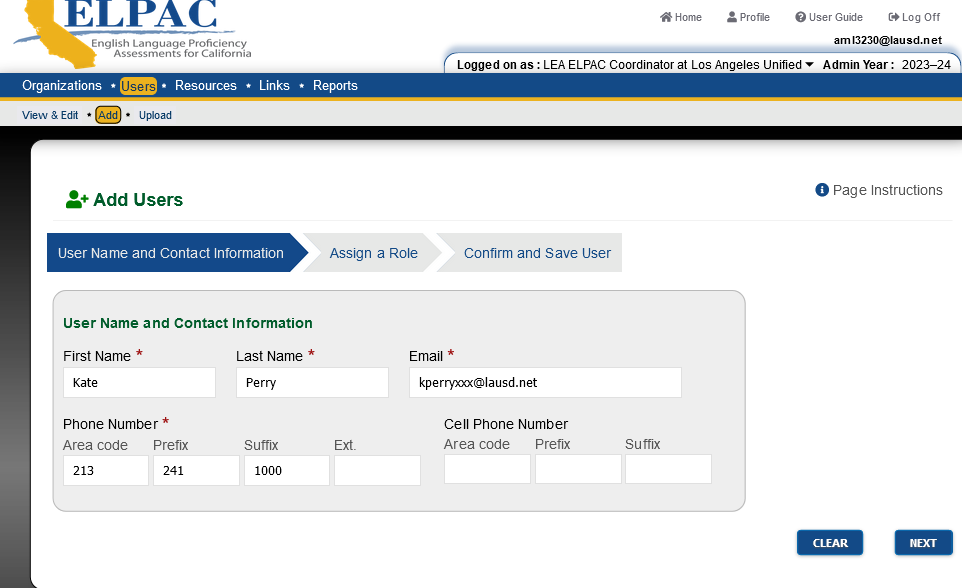 ELPAC
English Language Proficiency
Assessments for California
Home Profile User Guide Log Off
aml3230@lausd.net
Logged on as : LEA ELPAC Coordinator at Los Angeles Unified Admin Year : 2023–24
Organizations • Users • Resources • Links • Reports
View & Edit • Add • Upload
Add Users
Page Instructions
User Name and Contact Information Assign a Role Confirm and Save User
User Name and Contact Information
First Name * Last Name * Email *
Kate Perry kperryxxx@lausd.net
Phone Number * Cell Phone Number
Area code Prefix Suffix Ext. Area code Prefix Suffix
213 241 1000
CLEAR NEXT